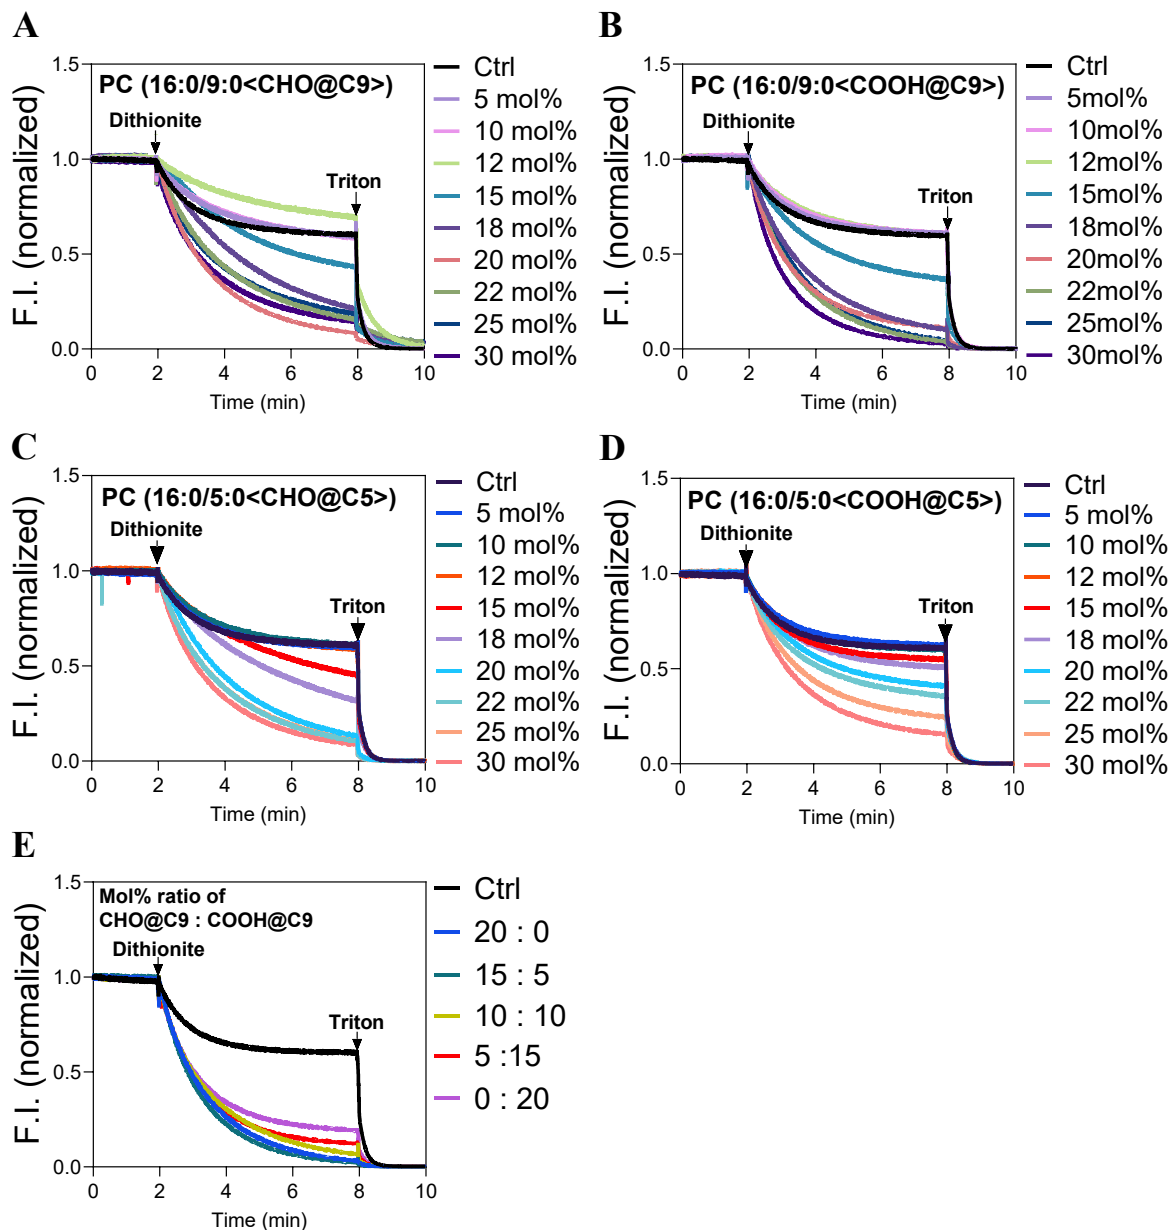 A
PC (16:0/9:0<CHO@C9>)
Dithionite
Triton
F.I. (normalized)
1.5
1.0
0.5
0.0
0 2 4 6 8 10
Time (min)
Ctrl
5 mol%
10 mol%
12 mol%
15 mol%
18 mol%
20 mol%
22 mol%
25 mol%
30 mol%
B
PC (16:0/9:0<COOH@C9>)
Dithionite
Triton
F.I. (normalized)
1.5
1.0
0.5
0.0
0 2 4 6 8 10
Time (min)
Ctrl
5mol%
10mol%
12mol%
15mol%
18mol%
20mol%
22mol%
25mol%
30mol%
C
PC (16:0/5:0<CHO@C5>)
Dithionite
Triton
F.I. (normalized)
1.5
1.0
0.5
0.0
0 2 4 6 8 10
Time (min)
Ctrl
5 mol%
10 mol%
12 mol%
15 mol%
18 mol%
20 mol%
22 mol%
25 mol%
30 mol%
D
PC (16:0/5:0<COOH@C5>)
Dithionite
Triton
F.I. (normalized)
1.5
1.0
0.5
0.0
0 2 4 6 8 10
Time (min)
Ctrl
5 mol%
10 mol%
12 mol%
15 mol%
18 mol%
20 mol%
22 mol%
25 mol%
30 mol%
E
Mol% ratio of
CHO@C9 : COOH@C9
Dithionite
Triton
F.I. (normalized)
1.5
1.0
0.5
0.0
0 2 4 6 8 10
Time (min)
Ctrl
20 : 0
15 : 5
10 : 10
5 :15
0 : 20